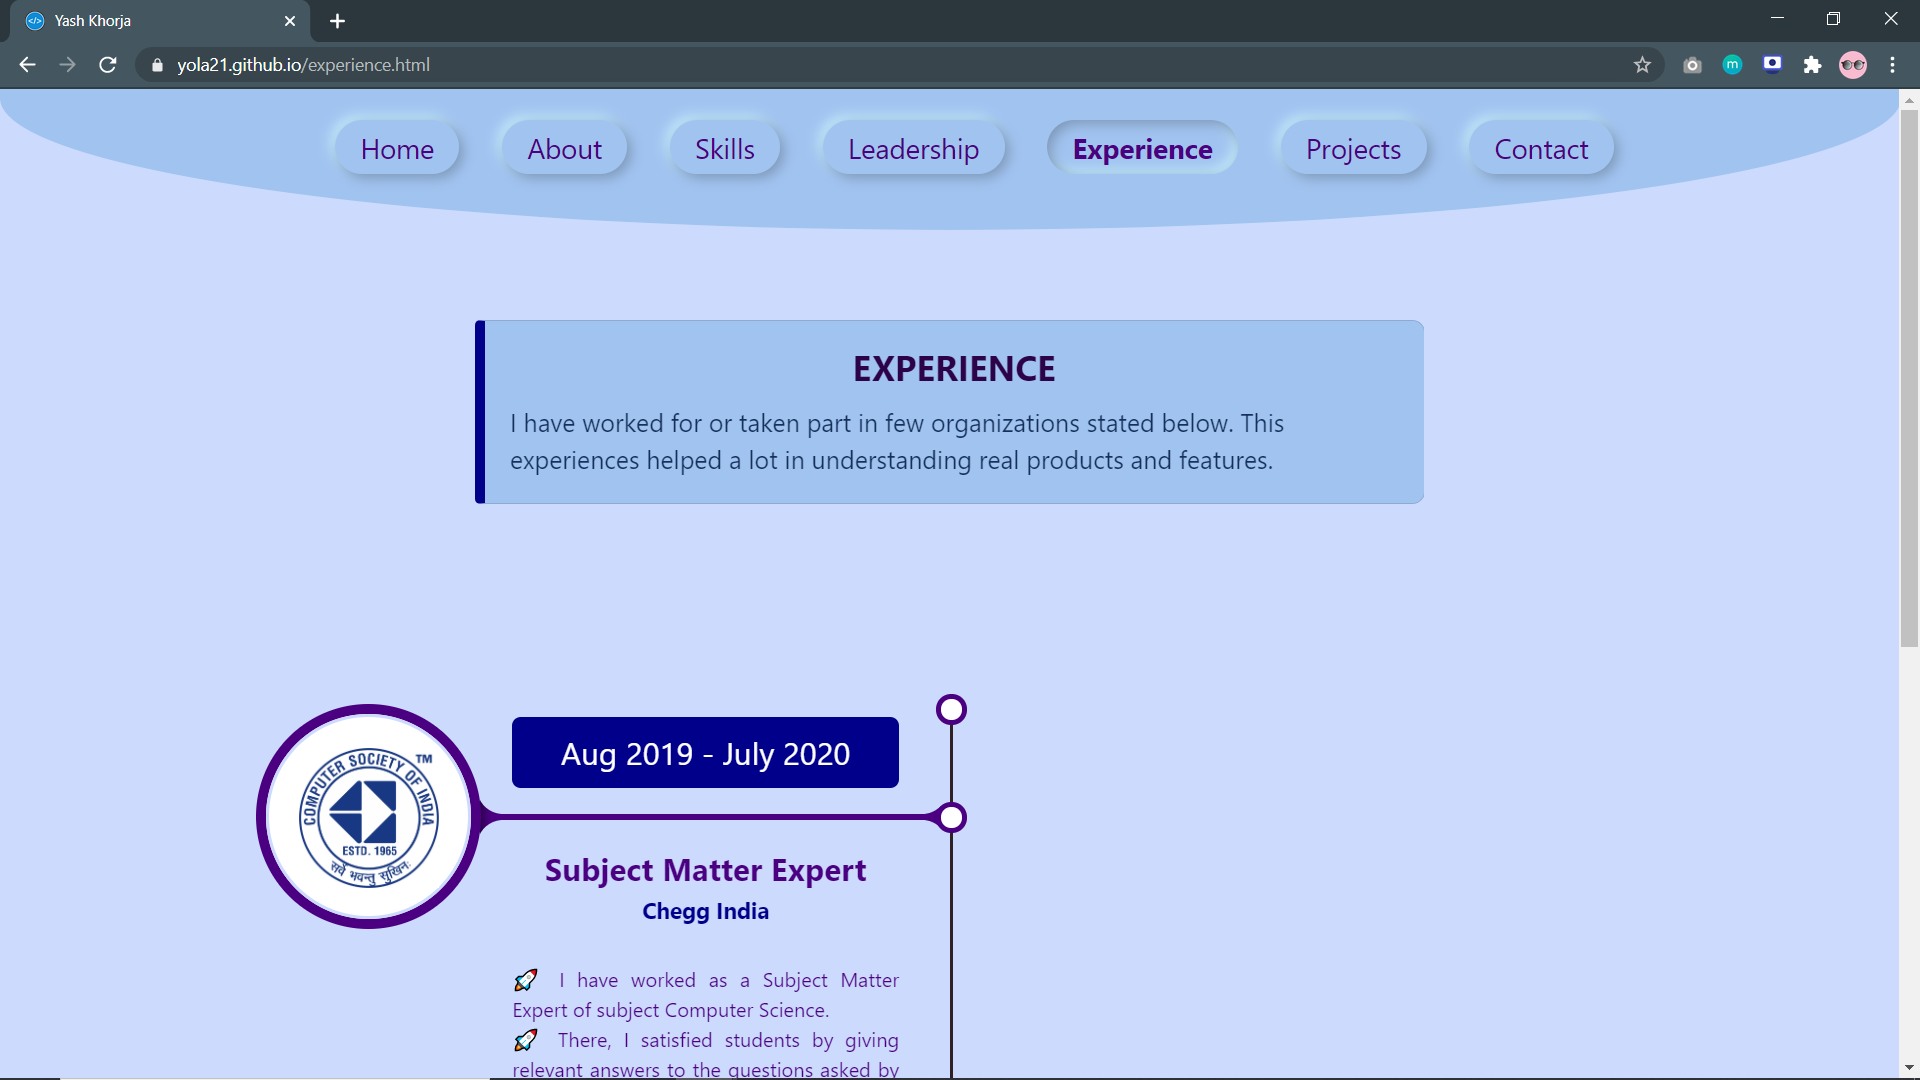 Yash Khorja
yola21.github.io/experience.html
m
Home
About
Skills
Leadership
Experience
Projects
Contact
EXPERIENCE
I have worked for or taken part in few organizations stated below. This
experiences helped a lot in understanding real products and features.
COMPUTER SOCIETY OF INDIA
TM
ESTD. 1965
सर्वे भवन्तु सुखिनः
Aug 2019 - July 2020
Subject Matter Expert
Chegg India
🚀 I have worked as a Subject Matter
Expert of subject Computer Science.
🚀 There, I satisfied students by giving
relevant answers to the questions asked by